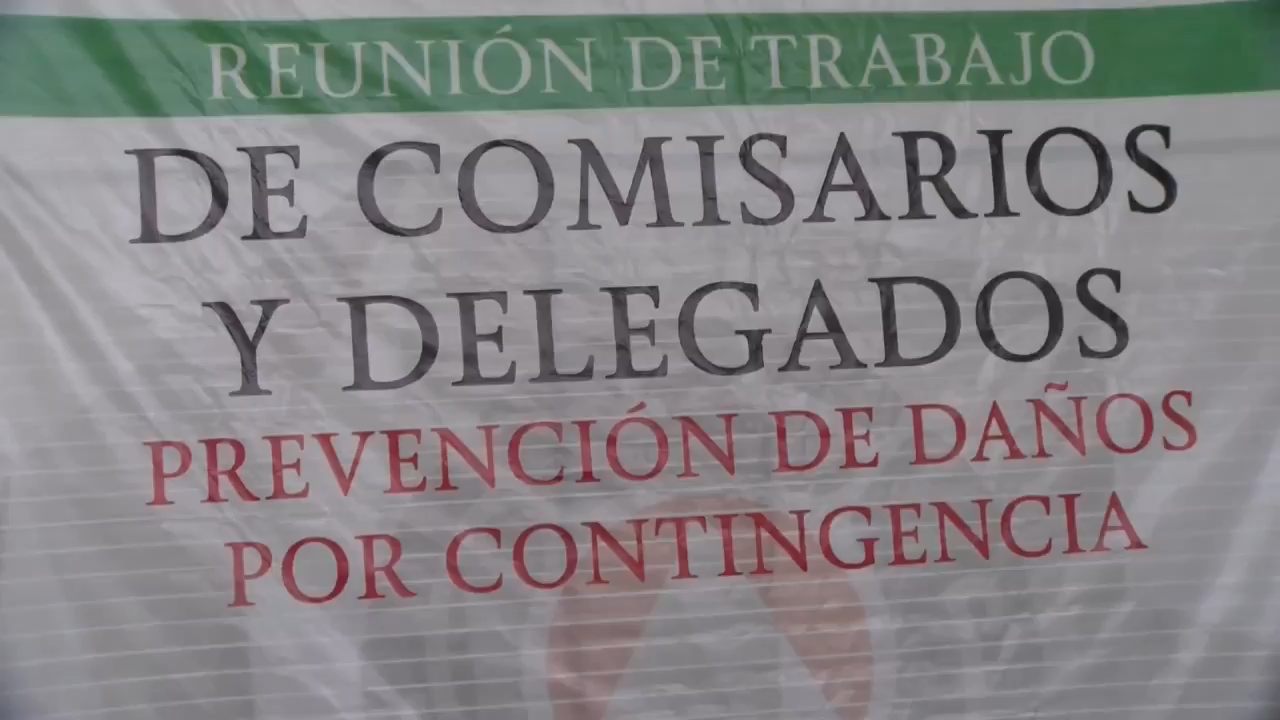 REUNIÓN DE TRABAJO
DE COMISARIOS
Y DELEGADOS
PREVENCIÓN DE DAÑOS
POR CONTINGENCIA